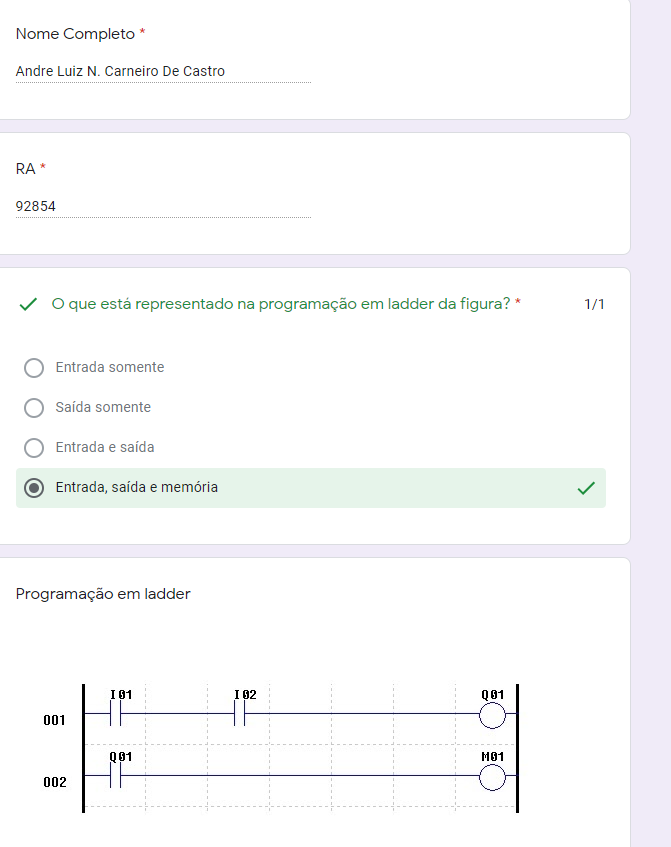 Nome Completo *
Andre Luiz N. Carneiro De Castro
RA *
92854
O que está representado na programação em ladder da figura? * 1/1
Entrada somente
Saída somente
Entrada e saída
Entrada, saída e memória
Programação em ladder
I01 I02 Q01
001
Q01 M01
002